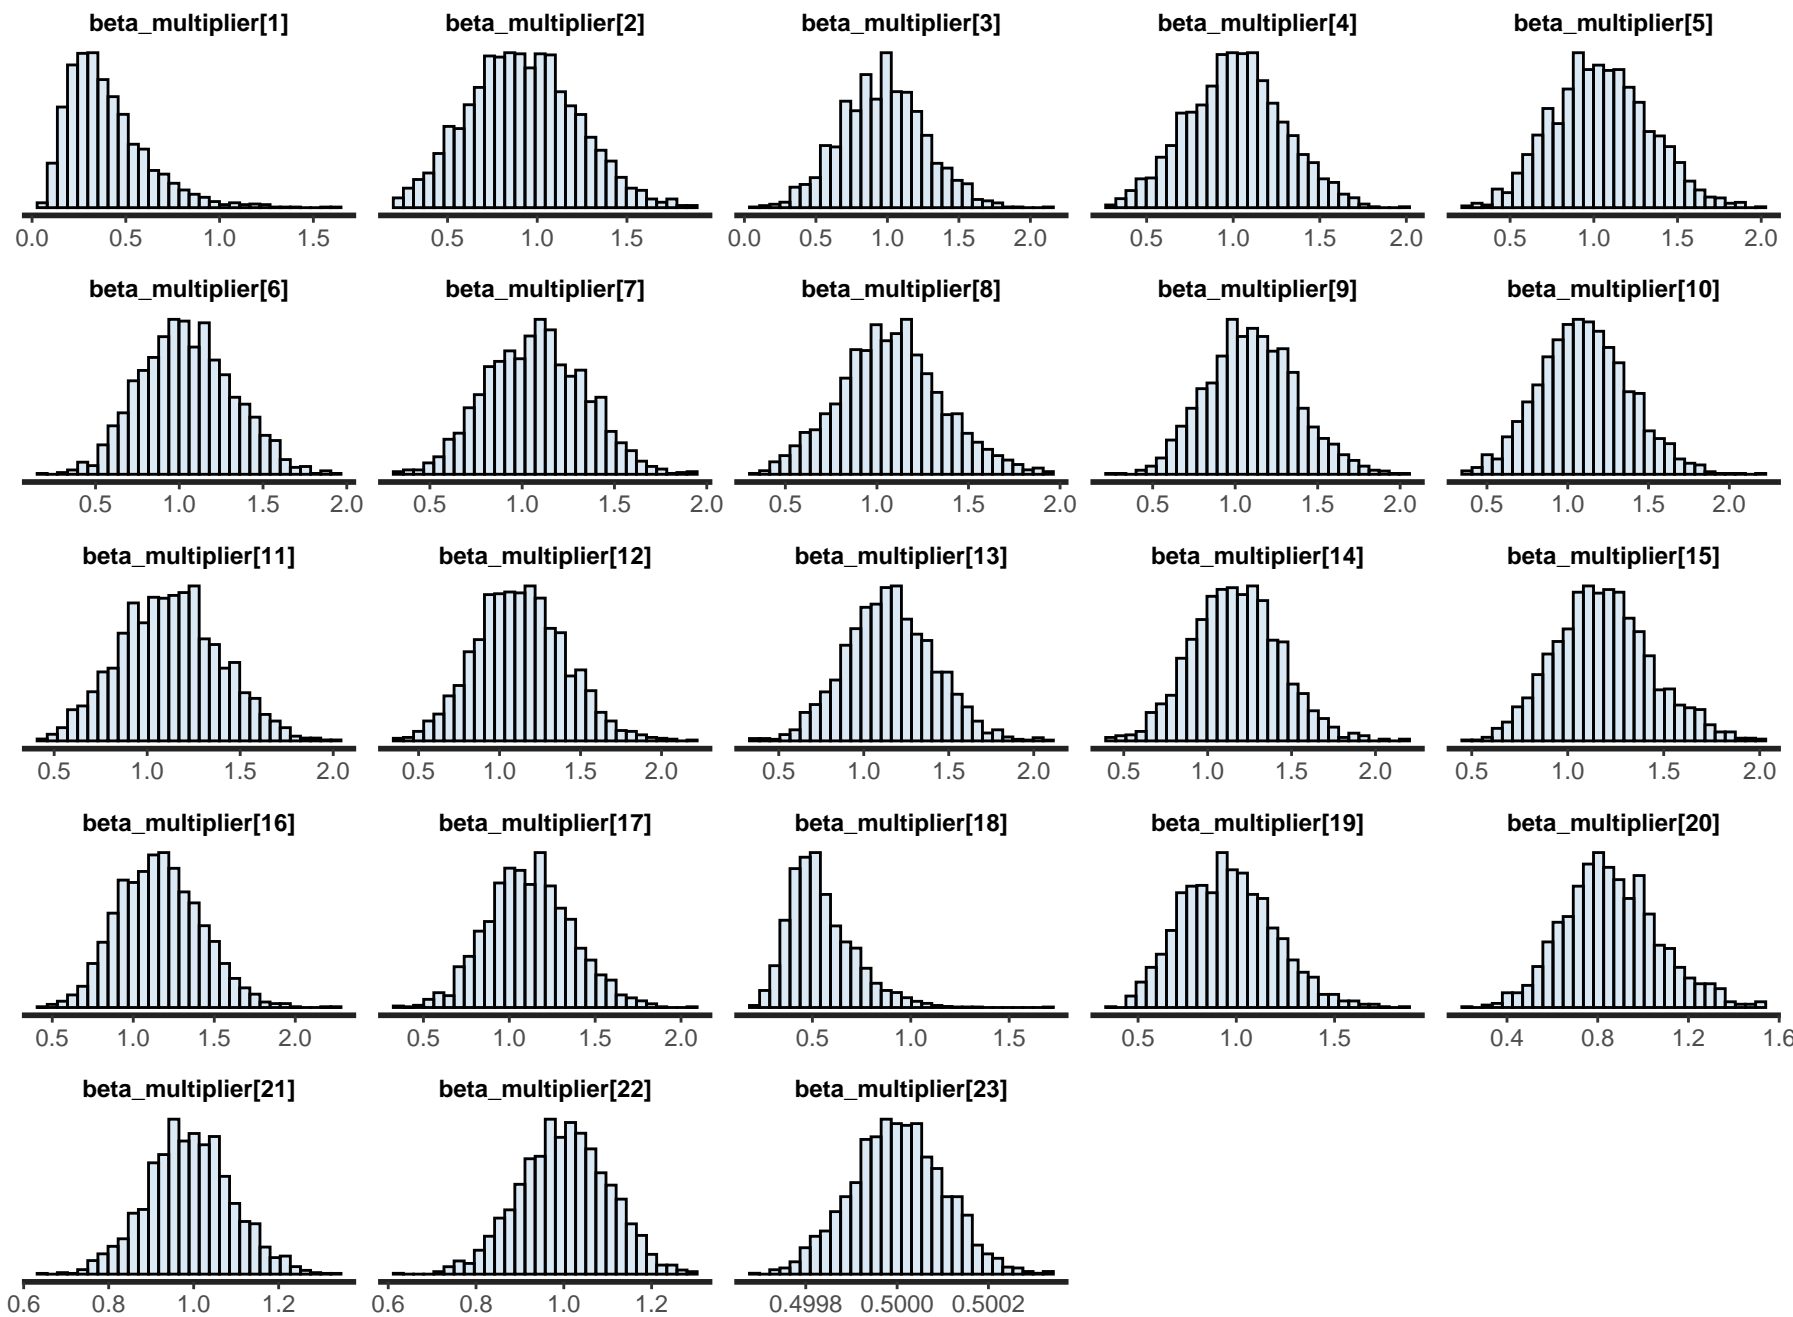 beta_multiplier[1] beta_multiplier[2] beta_multiplier[3] beta_multiplier[4] beta_multiplier[5]
0.0 0.5 1.0 1.5 0.5 1.0 1.5 0.0 0.5 1.0 1.5 2.0 0.5 1.0 1.5 2.0 0.5 1.0 1.5 2.0
beta_multiplier[6] beta_multiplier[7] beta_multiplier[8] beta_multiplier[9] beta_multiplier[10]
0.5 1.0 1.5 2.0 0.5 1.0 1.5 2.0 0.5 1.0 1.5 2.0 0.5 1.0 1.5 2.0 0.5 1.0 1.5 2.0
beta_multiplier[11] beta_multiplier[12] beta_multiplier[13] beta_multiplier[14] beta_multiplier[15]
0.5 1.0 1.5 2.0 0.5 1.0 1.5 2.0 0.5 1.0 1.5 2.0 0.5 1.0 1.5 2.0 0.5 1.0 1.5 2.0
beta_multiplier[16] beta_multiplier[17] beta_multiplier[18] beta_multiplier[19] beta_multiplier[20]
0.5 1.0 1.5 2.0 0.5 1.0 1.5 2.0 0.5 1.0 1.5 0.5 1.0 1.5 0.4 0.8 1.2 1.6
beta_multiplier[21] beta_multiplier[22] beta_multiplier[23]
0.6 0.8 1.0 1.2 0.6 0.8 1.0 1.2 0.4998 0.5000 0.5002